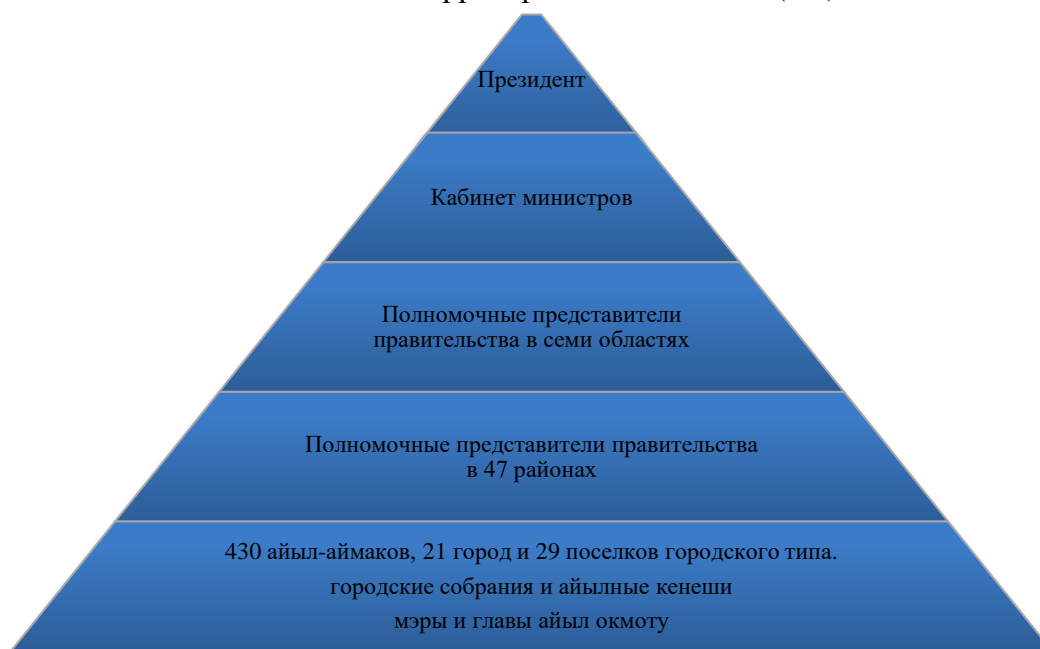 Президент
Кабинет министров
Полномочные представители
правительства в семи областях
Полномочные представители правительства
в 47 районах
430 айыл-аймаков, 21 город и 29 поселков городского типа.
городские собрания и айылные кенеши
мэры и главы айыл окмоту